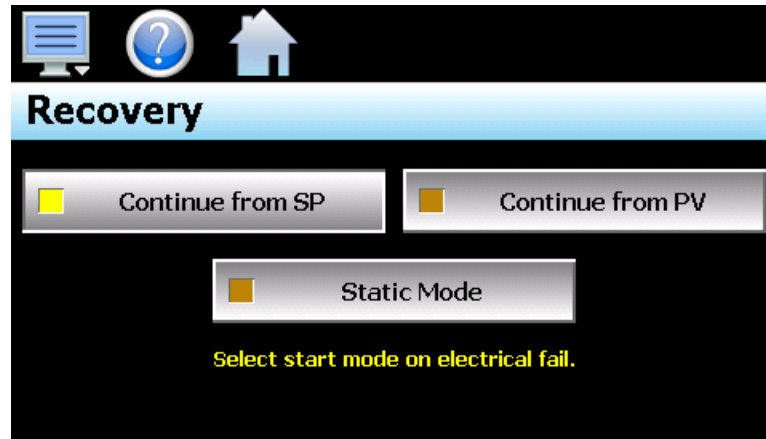 ?
Recovery
Continue from SP
Continue from PV
Static Mode
Select start mode on electrical fail.